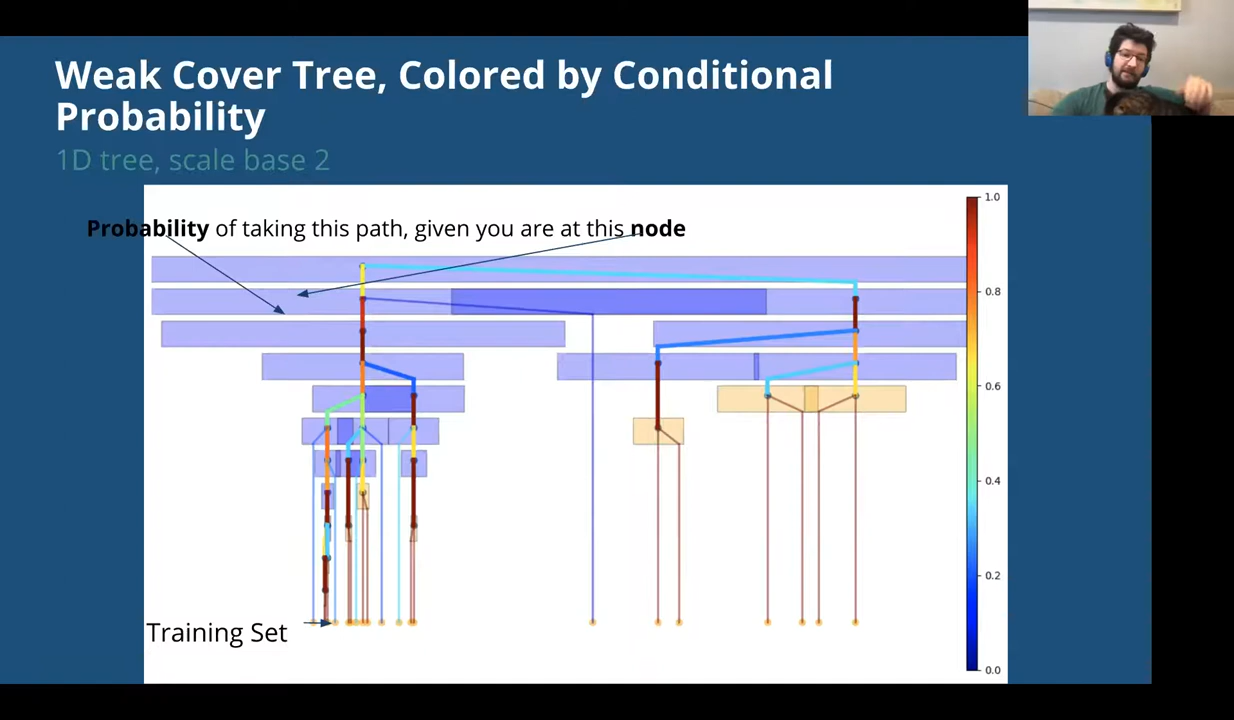 Weak Cover Tree, Colored by Conditional
Probability
1D tree, scale base 2
Probability of taking this path, given you are at this node
1.0
0.8
0.6
0.4
0.2
0.0
Training Set